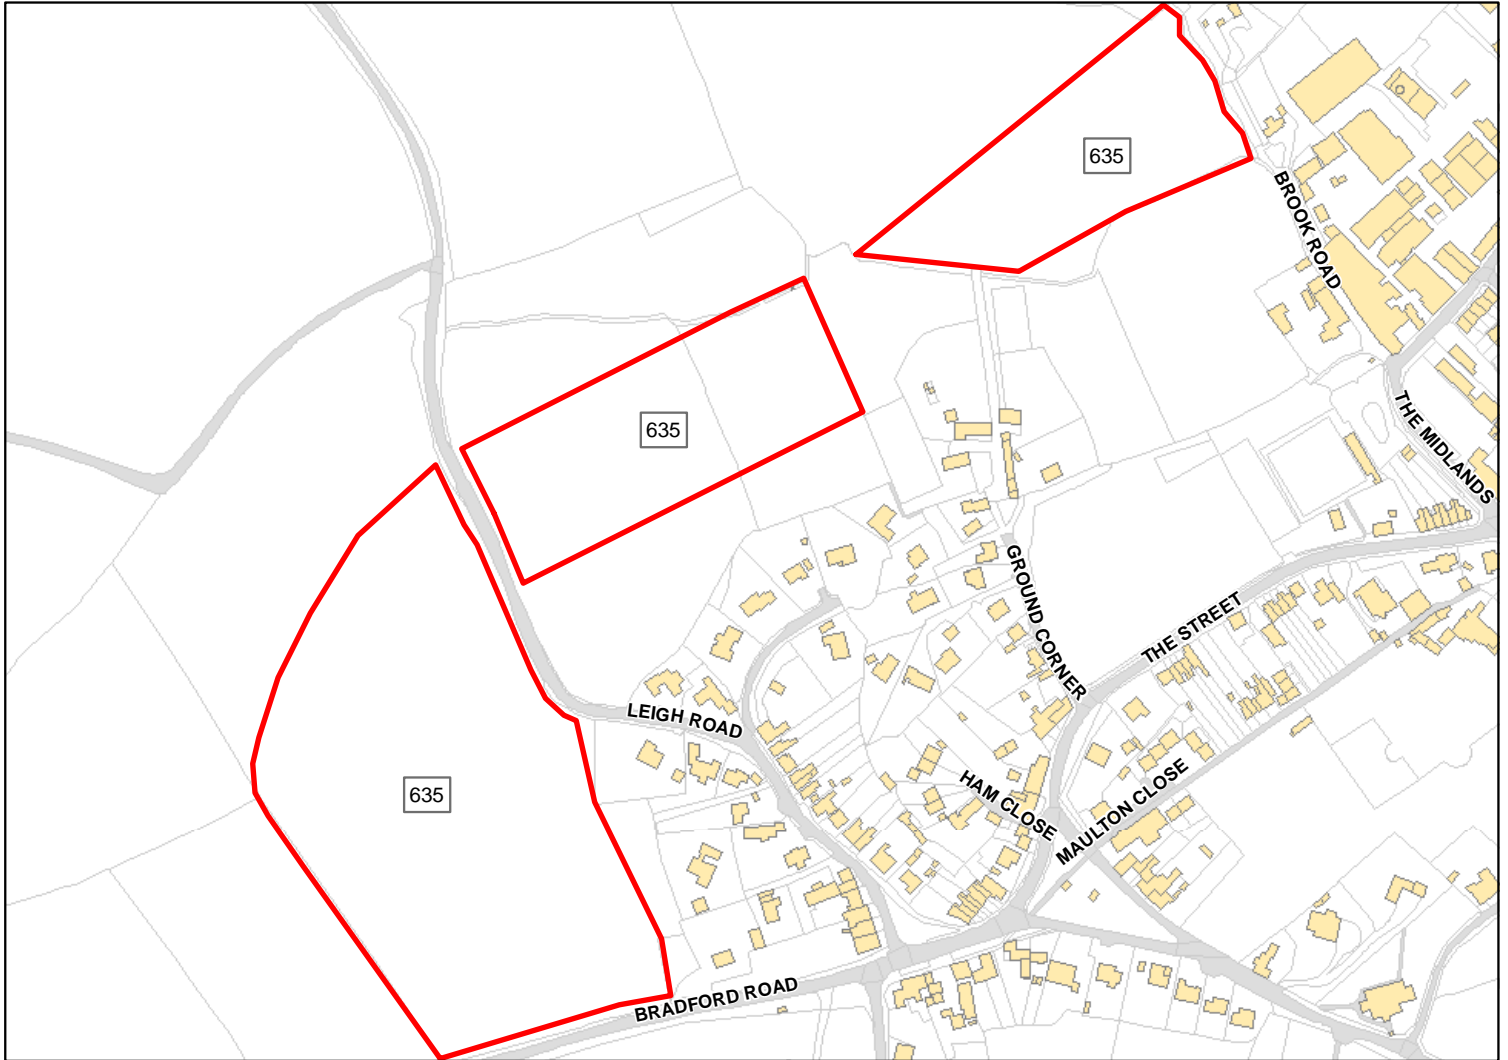 635
BROOK ROAD
635
THE MIDLANDS
GROUND CORNER
THE STREET
LEIGH ROAD
635
HAM CLOSE
MAULTON CLOSE
BRADFORD ROAD